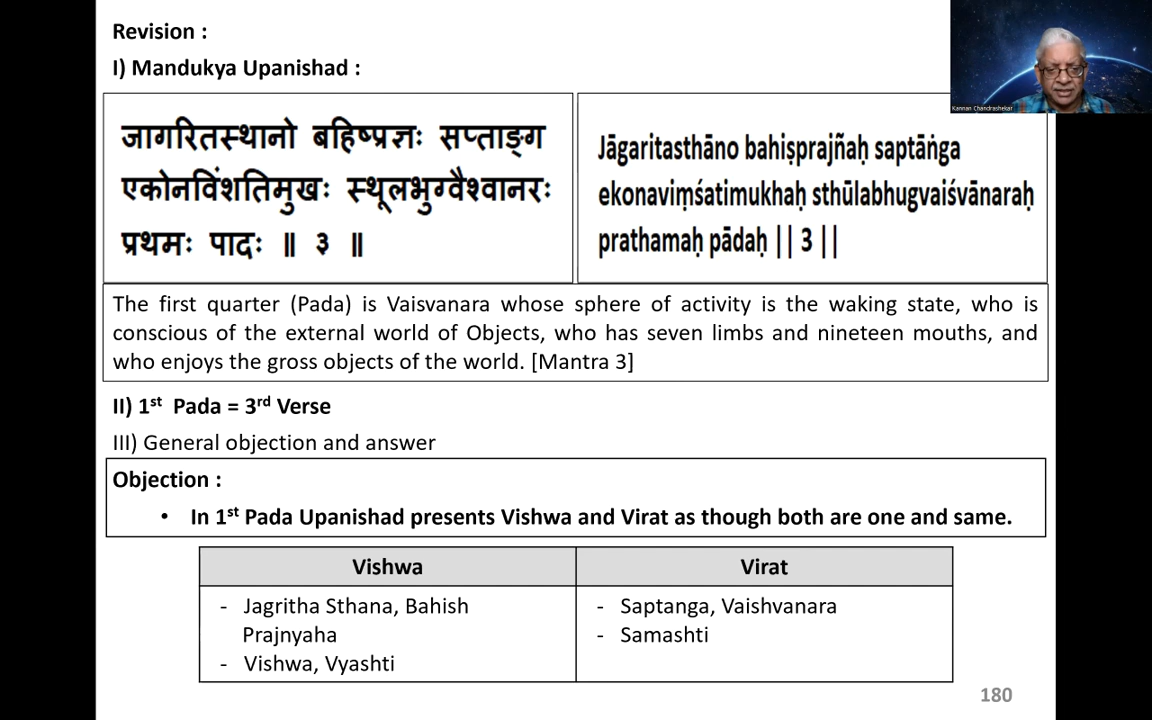 Revision :
I) Mandukya Upanishad :
जागरितस्थानो बहिष्प्रज्ञः सप्ताङ्ग
एकोनविंशतिमुखः स्थूलभुग्वैश्वानरः
प्रथमः पादः ॥ ३ ॥
Jāgaritasthāno bahiṣprajñaḥ saptāṅga
ekonaviṃśatimukhaḥ sthūlabhugvaiśvānaraḥ
prathamaḥ pādaḥ || 3 ||
Kannan Chandrashekar
The first quarter (Pada) is Vaisvanara whose sphere of activity is the waking state, who is
conscious of the external world of Objects, who has seven limbs and nineteen mouths, and
who enjoys the gross objects of the world. [Mantra 3]
II) 1st Pada = 3rd Verse
III) General objection and answer
Objection :
• In 1st Pada Upanishad presents Vishwa and Virat as though both are one and same.
Vishwa
- Jagritha Sthana, Bahish
Prajnyaha
- Vishwa, Vyashti
Virat
- Saptanga, Vaishvanara
- Samashti
180